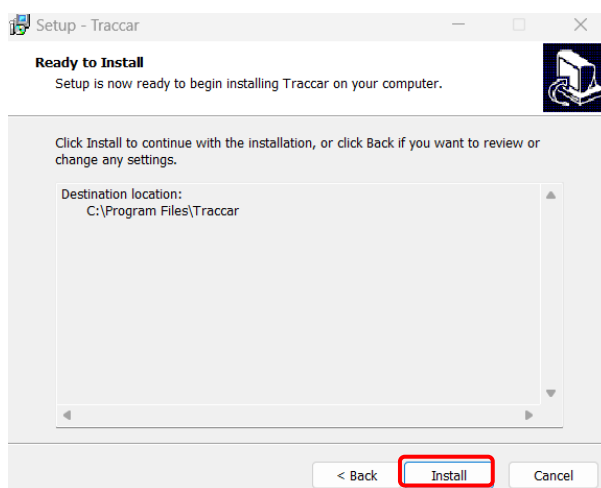 Setup - Traccar
Ready to Install
Setup is now ready to begin installing Traccar on your computer.
Click Install to continue with the installation, or click Back if you want to review or
change any settings.
Destination location:
C:\Program Files\Traccar
< Back Install Cancel